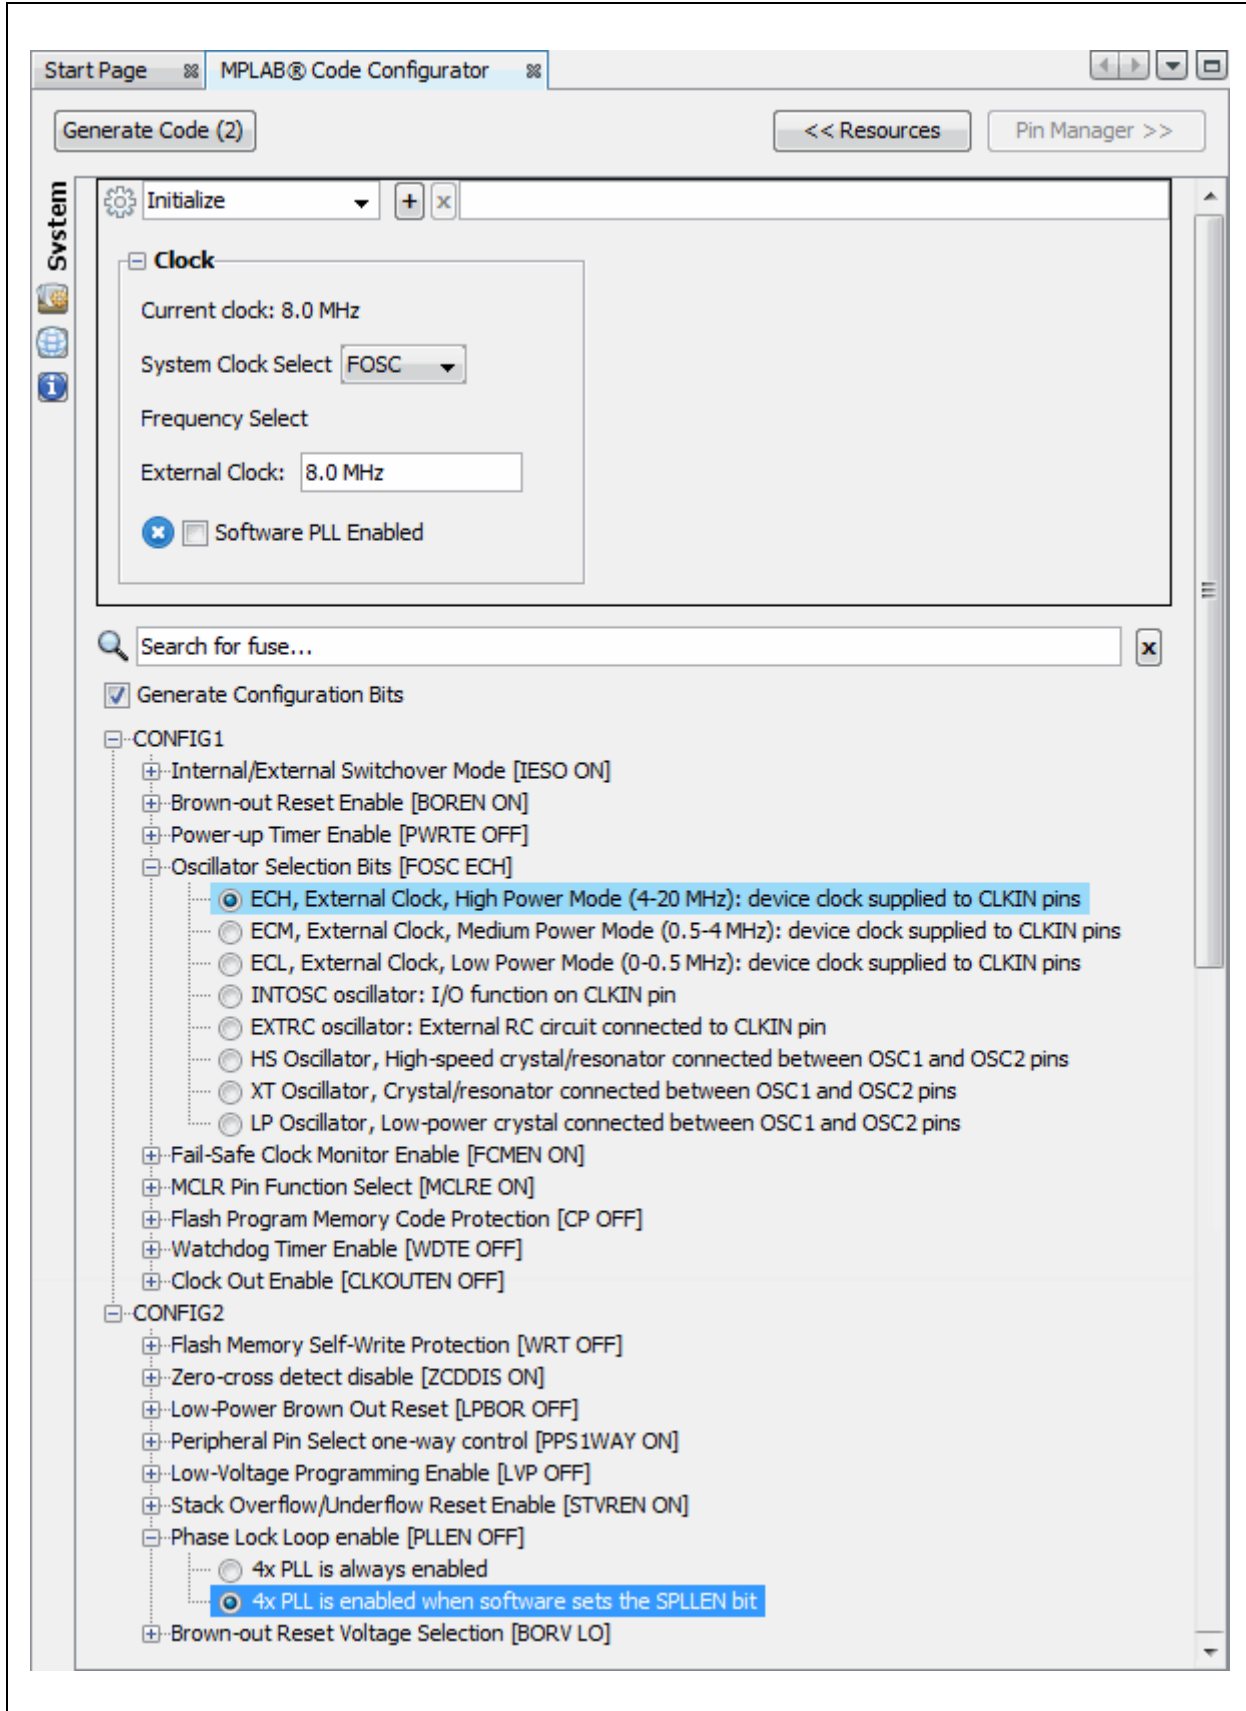 Start Page MPLAB® Code Configurator
Generate Code (2) << Resources Pin Manager >>
System
Initialize + x
Clock
Current clock: 8.0 MHz
System Clock Select FOSC
Frequency Select
External Clock: 8.0 MHz
Software PLL Enabled
Search for fuse... x
Generate Configuration Bits
CONFIG1
Internal/External Switchover Mode [IESO ON]
Brown-out Reset Enable [BOREN ON]
Power-up Timer Enable [PWRTE OFF]
Oscillator Selection Bits [FOSC ECH]
ECH, External Clock, High Power Mode (4-20 MHz): device clock supplied to CLKIN pins
ECM, External Clock, Medium Power Mode (0.5-4 MHz): device clock supplied to CLKIN pins
ECL, External Clock, Low Power Mode (0-0.5 MHz): device clock supplied to CLKIN pins
INTOSC oscillator: I/O function on CLKIN pin
EXTRC oscillator: External RC circuit connected to CLKIN pin
HS Oscillator, High-speed crystal/resonator connected between OSC1 and OSC2 pins
XT Oscillator, Crystal/resonator connected between OSC1 and OSC2 pins
LP Oscillator, Low-power crystal connected between OSC1 and OSC2 pins
Fail-Safe Clock Monitor Enable [FCMEN ON]
MCLR Pin Function Select [MCLRE ON]
Flash Program Memory Code Protection [CP OFF]
Watchdog Timer Enable [WDTE OFF]
Clock Out Enable [CLKOUTEN OFF]
CONFIG2
Flash Memory Self-Write Protection [WRT OFF]
Zero-cross detect disable [ZCDDIS ON]
Low-Power Brown Out Reset [LPBOR OFF]
Peripheral Pin Select one-way control [PPS1WAY ON]
Low-Voltage Programming Enable [LVP OFF]
Stack Overflow/Underflow Reset Enable [STVREN ON]
Phase Lock Loop enable [PLLEN OFF]
4x PLL is always enabled
4x PLL is enabled when software sets the SPLLEN bit
Brown-out Reset Voltage Selection [BORV LO]